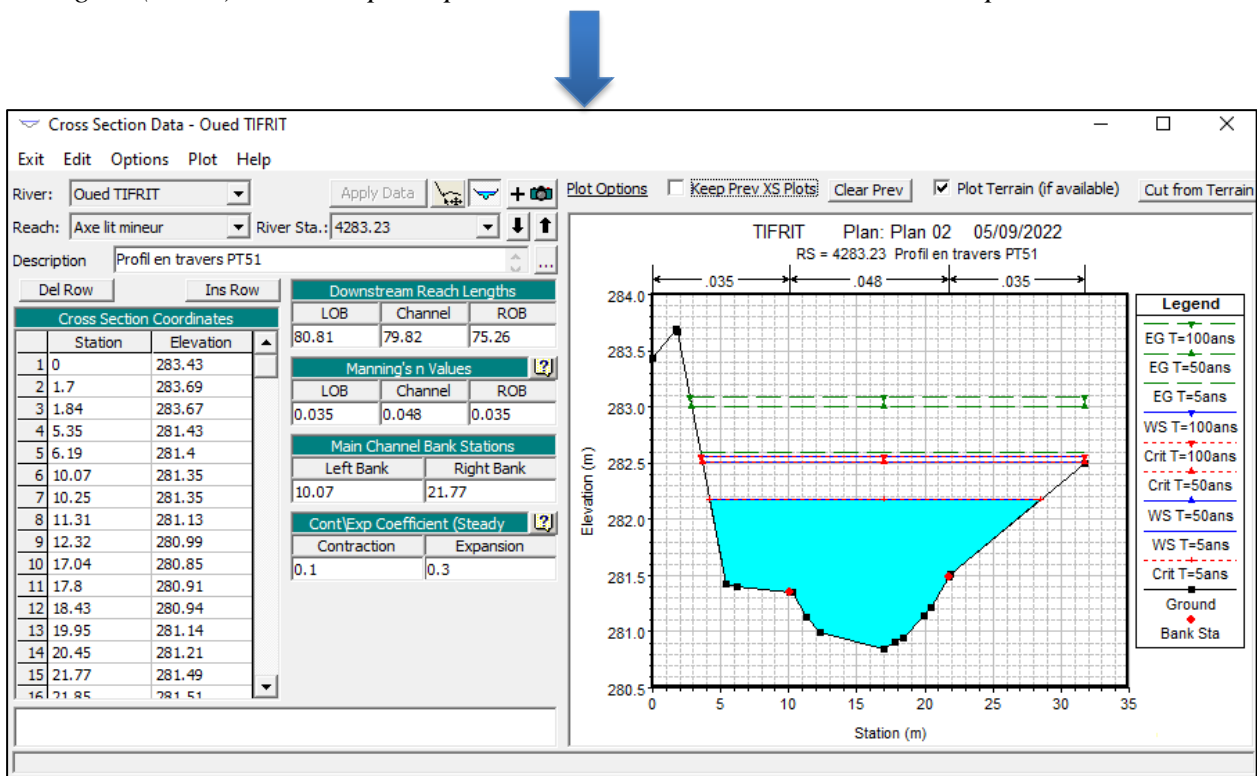 Cross Section Data - Oued TIFRIT
Exit Edit Options Plot Help
River: Oued TIFRIT Apply Data
Reach: Axe lit mineur River Sta.: 4283.23
Description Profil en travers PT51 ...
Del Row Ins Row
Cross Section Coordinates
Station Elevation
1 0 283.43
2 1.7 283.69
3 1.84 283.67
4 5.35 281.43
5 6.19 281.4
6 10.07 281.35
7 10.25 281.35
8 11.31 281.13
9 12.32 280.99
10 17.04 280.85
11 17.8 280.91
12 18.43 280.94
13 19.95 281.14
14 20.45 281.21
15 21.77 281.49
16 21.85 281.51
Downstream Reach Lengths
LOB Channel ROB
80.81 79.82 75.26
Manning's n Values
LOB Channel ROB
0.035 0.048 0.035
Main Channel Bank Stations
Left Bank Right Bank
10.07 21.77
Cont\Exp Coefficient (Steady
Contraction Expansion
0.1 0.3
Plot Options Keep Prev XS Plots Clear Prev Plot Terrain (if available) Cut from Terrain
TIFRIT Plan: Plan 02 05/09/2022
RS = 4283.23 Profil en travers PT51
.035 .048 .035
284.0
283.5
283.0
282.5
282.0
281.5
281.0
280.5
Elevation (m)
0 5 10 15 20 25 30 35
Station (m)
Legend
EG T=100ans
EG T=50ans
EG T=5ans
WS T=100ans
Crit T=100ans
Crit T=50ans
WS T=50ans
WS T=5ans
Crit T=5ans
Ground
Bank Sta